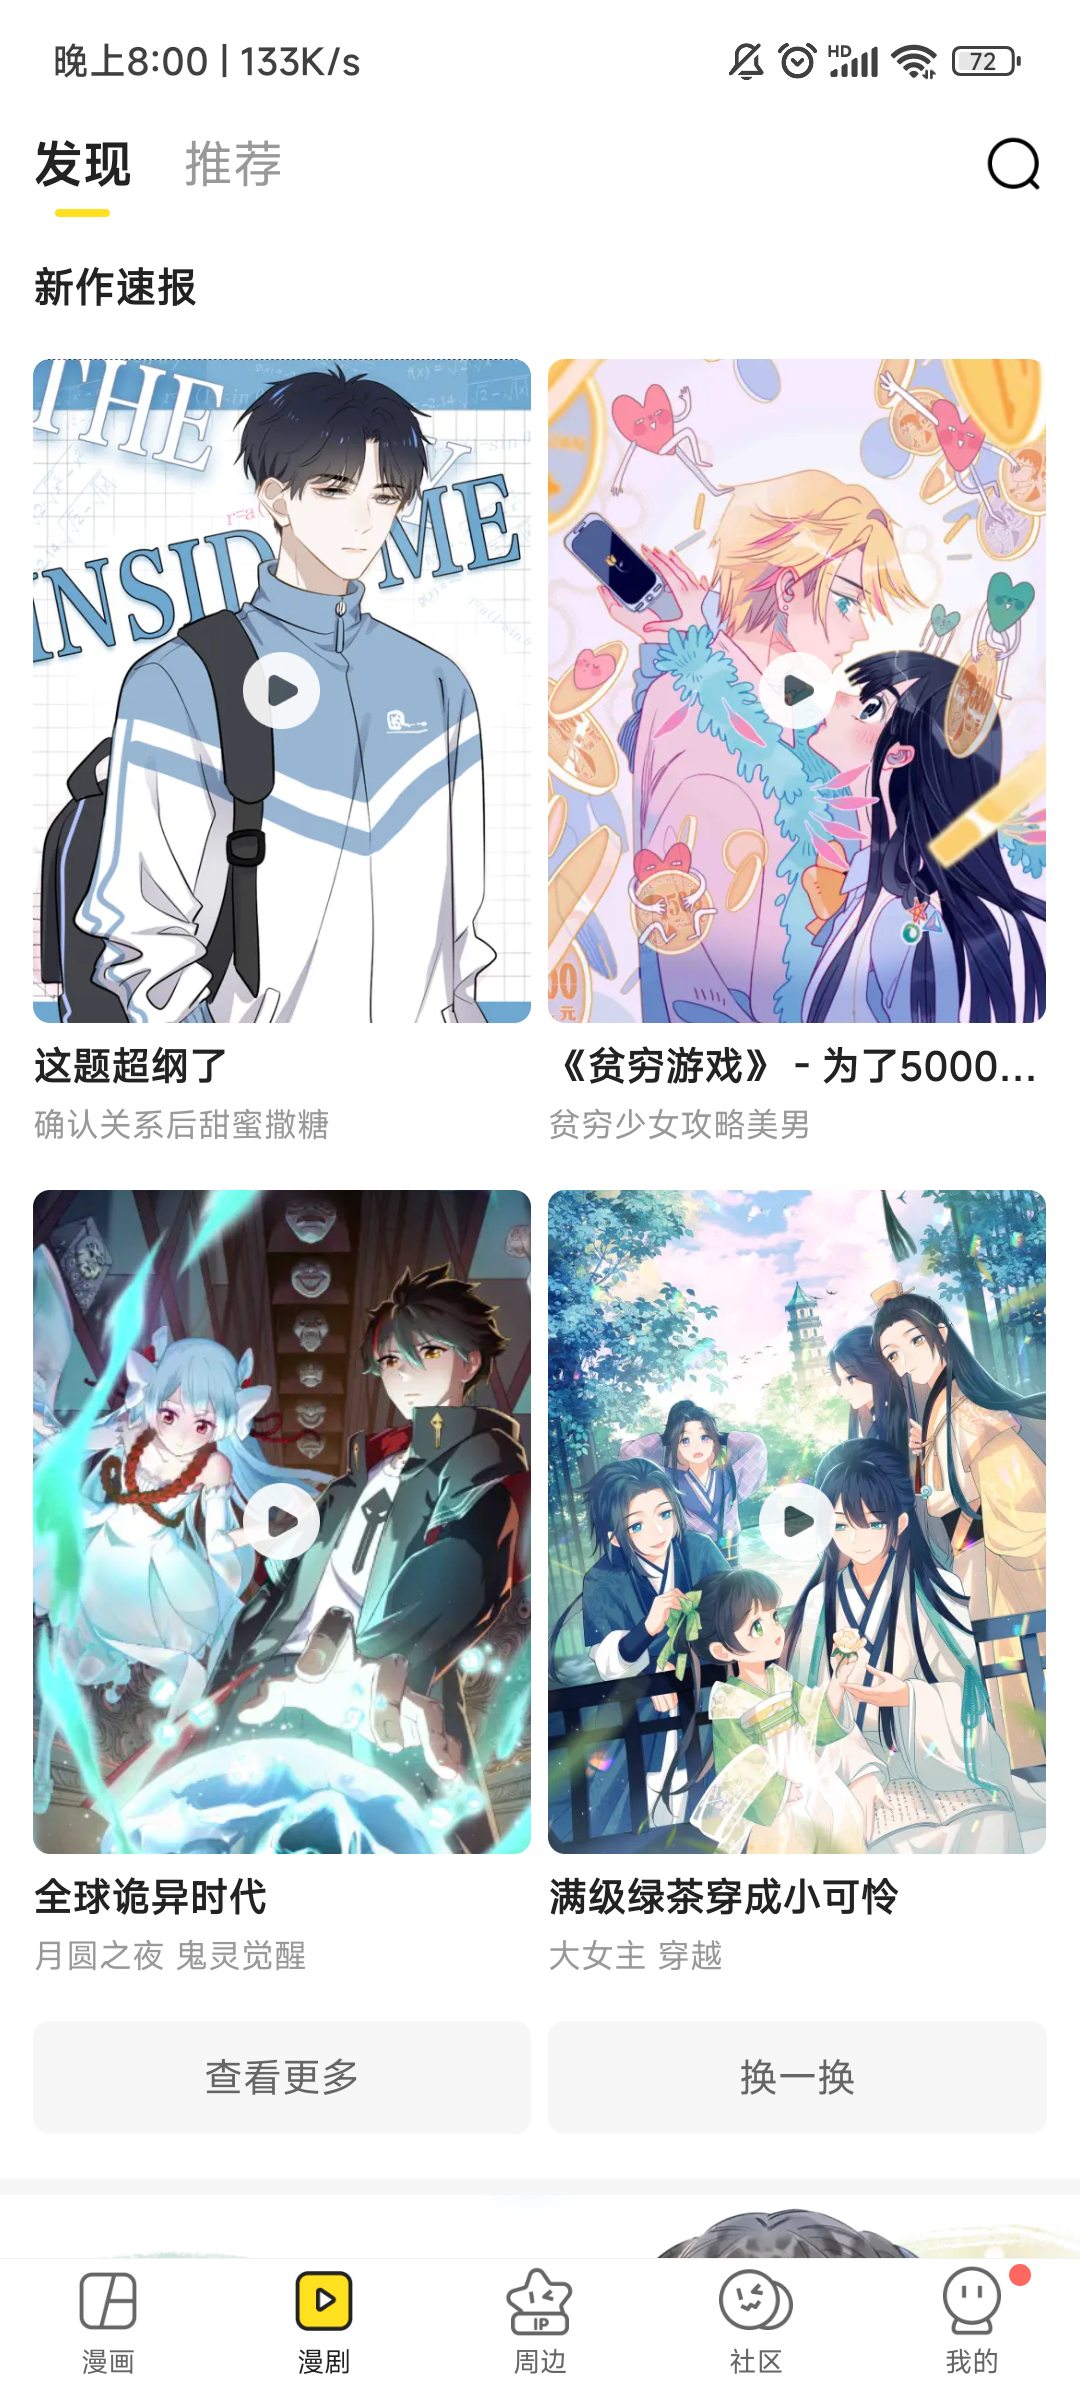 晚上8:00 | 133K/s
HD
72
发现 推荐
新作速报
THE
INSIDE ME
这题超纲了
《贫穷游戏》 - 为了5000...
确认关系后甜蜜撒糖
贫穷少女攻略美男
全球诡异时代
满级绿茶穿成小可怜
月圆之夜 鬼灵觉醒
大女主 穿越
查看更多
换一换
IP
漫画
漫剧
周边
社区
我的